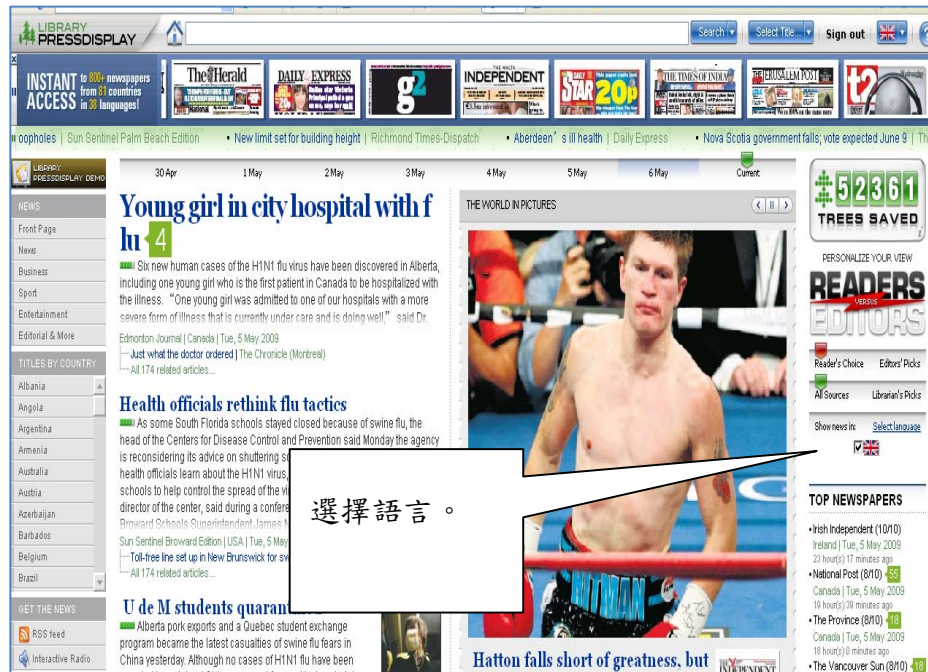 LIBRARY
PRESSDISPLAY
Search
Select Title...
Sign out
INSTANT to 800+ newspapers
ACCESS from 81 countries
in 38 languages!
The Herald
DAILY EXPRESS
g2
INDEPENDENT
DAILY STAR 20p
THE TIMES OF INDIA
THE JERUSALEM POST
t2
oopholes | Sun Sentinel Palm Beach Edition • New limit set for building height | Richmond Times-Dispatch • Aberdeen's ill health | Daily Express • Nova Scotia government falls; vote expected June 9 | Th
LIBRARY
PRESSDISPLAY DEMO
30 Apr 1 May 2 May 3 May 4 May 5 May 6 May Current
NEWS
Front Page
News
Business
Sport
Entertainment
Editorial & More
TITLES BY COUNTRY
Albania
Angola
Argentina
Armenia
Australia
Austria
Azerbaijan
Barbados
Belgium
Brazil
GET THE NEWS
RSS feed
Interactive Radio
Young girl in city hospital with f
lu 4
Six new human cases of the H1N1 flu virus have been discovered in Alberta,
including one young girl who is the first patient in Canada to be hospitalized with
the illness. “One young girl was admitted to one of our hospitals with a more
severe form of illness that is currently under care and is doing well,” said Dr.
Edmonton Journal | Canada | Tue, 5 May 2009
Just what the doctor ordered | The Chronicle (Montreal)
All 174 related articles...
Health officials rethink flu tactics
As some South Florida schools stayed closed because of swine flu, the
head of the Centers for Disease Control and Prevention said Monday the agency
is reconsidering its advice on shuttering
health officials learn about the H1N1 virus,
schools to help control the spread of the
director of the center, said during a
Broward Schools Superintendent James
Sun Sentinel Broward Edition | USA | Tue, 5 May
Toll-free line set up in New Brunswick for
All 174 related articles...
U de M students
Alberta pork exports and a Quebec student exchange
program became the latest casualties of swine flu fears in
China yesterday. Although no cases of H1N1 flu have been
選擇語言。
THE WORLD IN PICTURES
HITMAN
Hatton falls short of greatness, but
INDEPENDENT
52361
TREES SAVED
PERSONALIZE YOUR VIEW
READERS
VERSUS
EDITORS
Reader's Choice Editors' Picks
All Sources Librarian's Picks
Show news in: Select language
TOP NEWSPAPERS
• Irish Independent (10/10)
Ireland | Tue, 5 May 2009
23 hour(s) 17 minutes ago
• National Post (8/10) 55
Canada | Tue, 5 May 2009
19 hour(s) 39 minutes ago
• The Province (8/10) 18
Canada | Tue, 5 May 2009
18 hour(s) 0 minutes ago
• The Vancouver Sun (8/10) 18